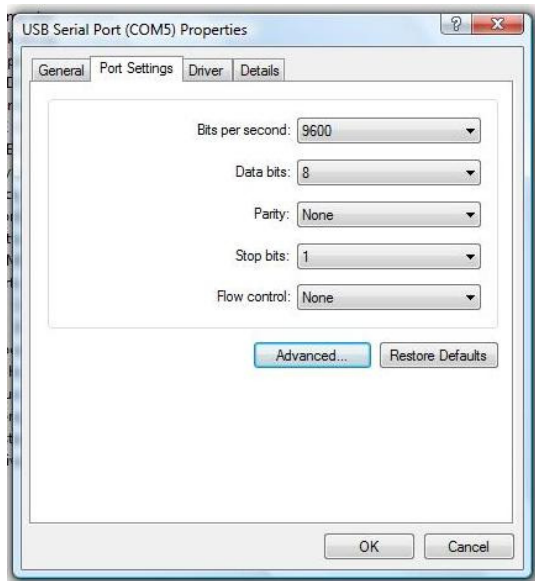 USB Serial Port (COM5) Properties
General Port Settings Driver Details
Bits per second: 9600
Data bits: 8
Parity: None
Stop bits: 1
Flow control: None
Advanced... Restore Defaults
OK Cancel